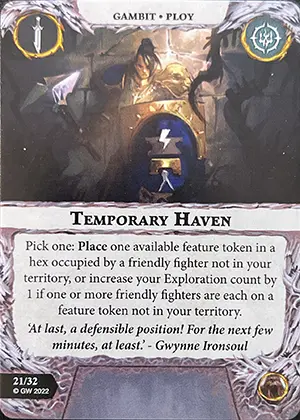 GAMBIT • PLOY
TEMPORARY HAVEN
Pick one: Place one available feature token in a
hex occupied by a friendly fighter not in your
territory, or increase your Exploration count by
1 if one or more friendly fighters are each on a
feature token not in your territory.
'At last, a defensible position! For the next few
minutes, at least.' - Gwynne Ironsoul
21/32
© GW 2022